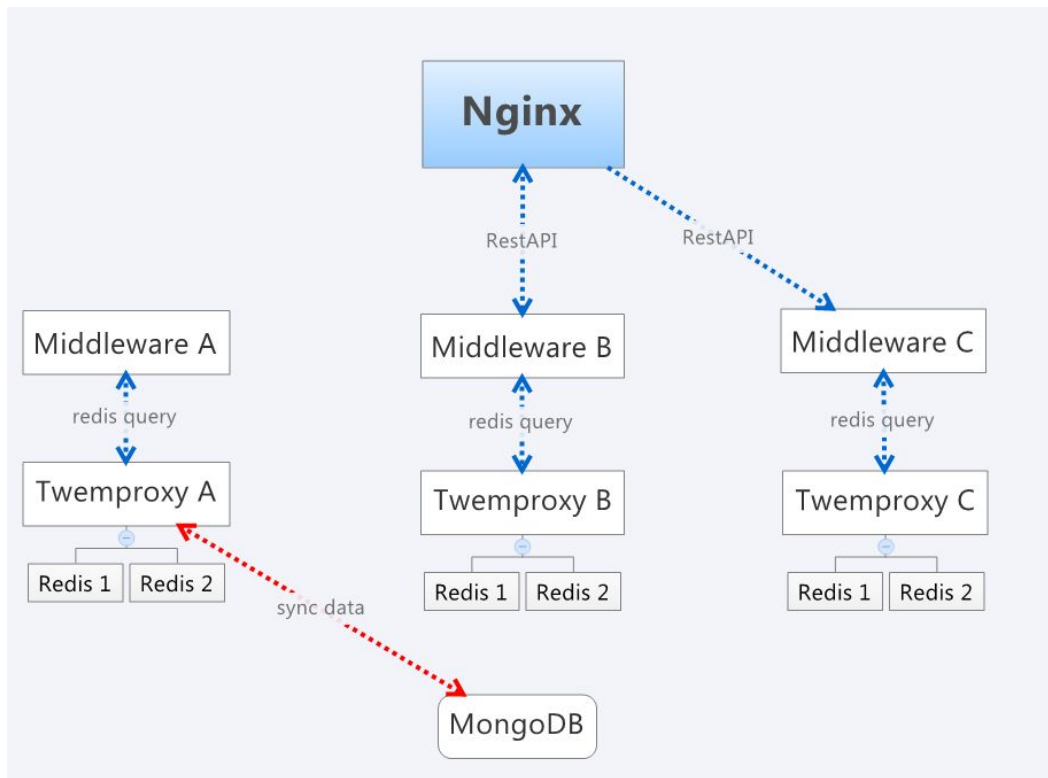 Nginx
RestAPI
RestAPI
Middleware A
Middleware B
Middleware C
redis query
redis query
redis query
Twemproxy A
Twemproxy B
Twemproxy C
Redis 1
Redis 2
Redis 1
Redis 2
Redis 1
Redis 2
sync data
MongoDB